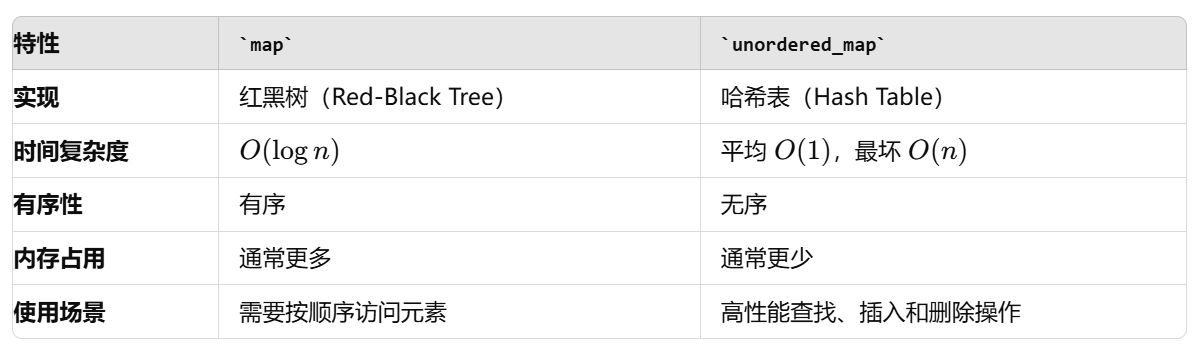 特性 `map` `unordered_map`
实现 红黑树（Red-Black Tree） 哈希表（Hash Table）
时间复杂度 O(log n) 平均 O(1)，最坏 O(n)
有序性 有序 无序
内存占用 通常更多 通常更少
使用场景 需要按顺序访问元素 高性能查找、插入和删除操作